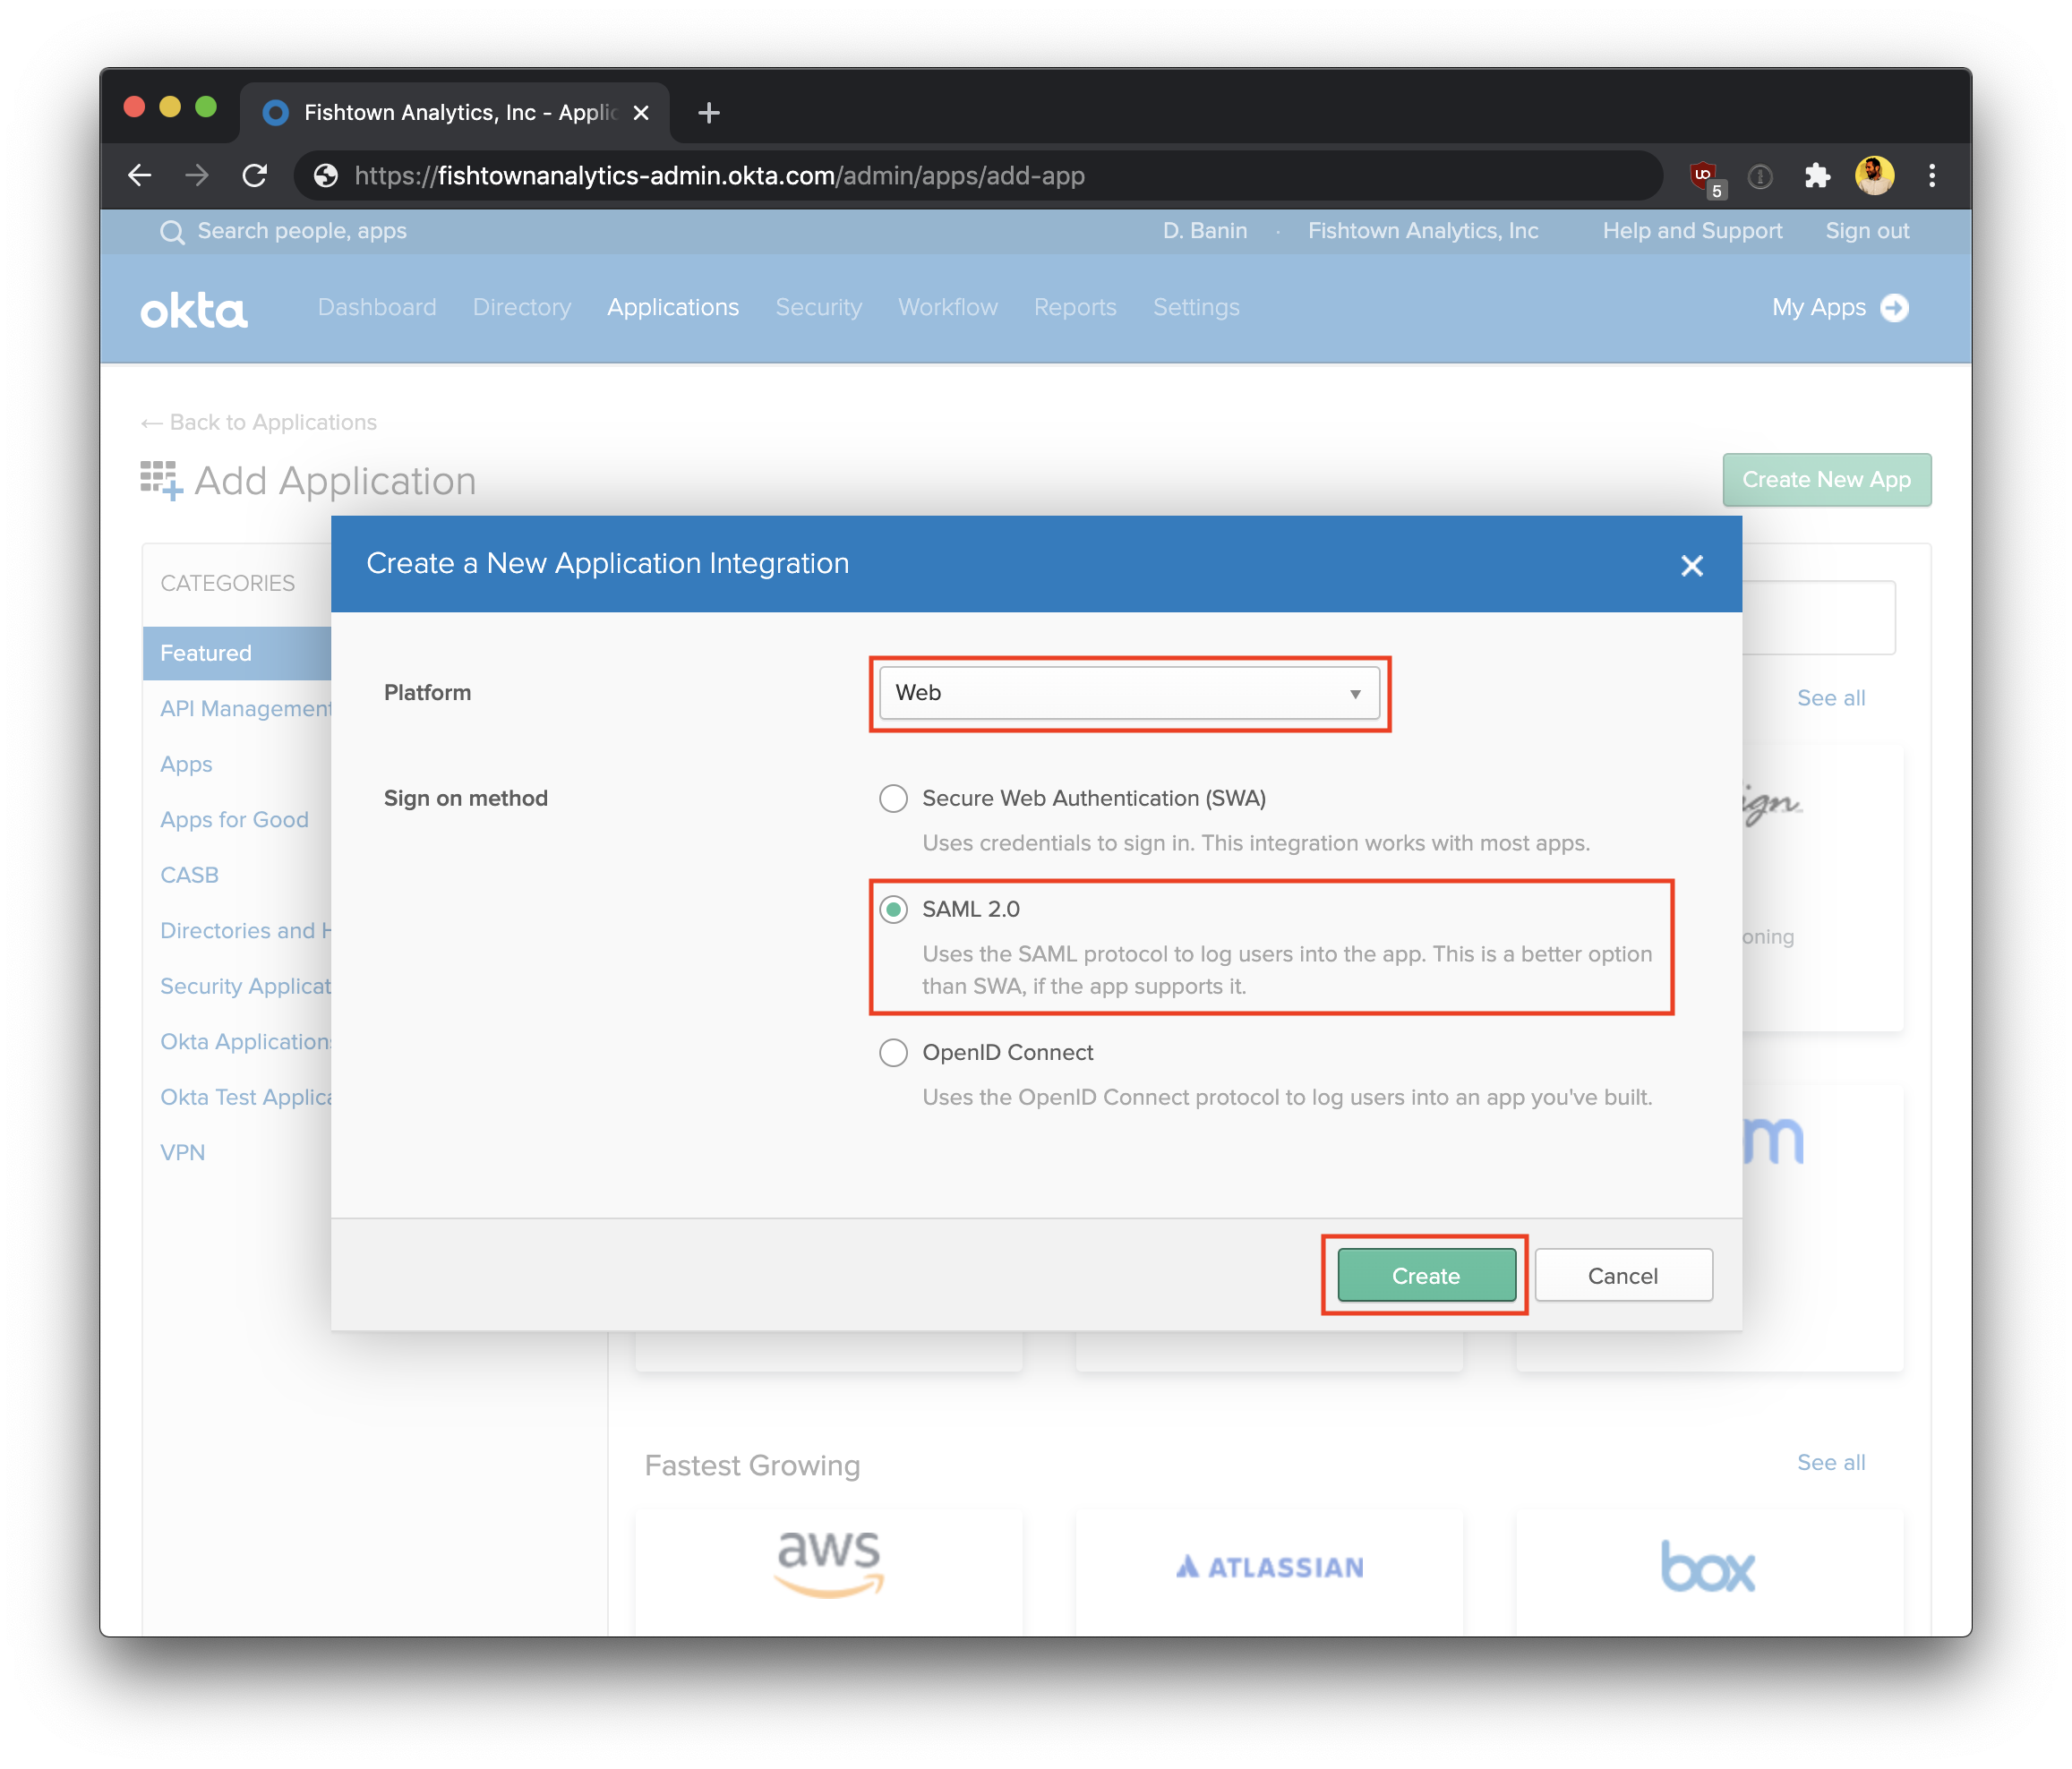 Fishtown Analytics, Inc - Applic
https://fishtownanalytics-admin.okta.com/admin/apps/add-app
5
Search people, apps
D. Banin · Fishtown Analytics, Inc
Help and Support
Sign out
okta
Dashboard
Directory
Applications
Security
Workflow
Reports
Settings
My Apps
← Back to Applications
Add Application
Create New App
Create a New Application Integration
CATEGORIES
Featured
API Management
Apps
Apps for Good
CASB
Directories and H
Security Applicat
Okta Applications
Okta Test Applica
VPN
Platform
Web
Sign on method
Secure Web Authentication (SWA)
Uses credentials to sign in. This integration works with most apps.
SAML 2.0
Uses the SAML protocol to log users into the app. This is a better option
than SWA, if the app supports it.
OpenID Connect
Uses the OpenID Connect protocol to log users into an app you've built.
Create
Cancel
See all
ign
oning
m
Fastest Growing
See all
aws
ATLASSIAN
box